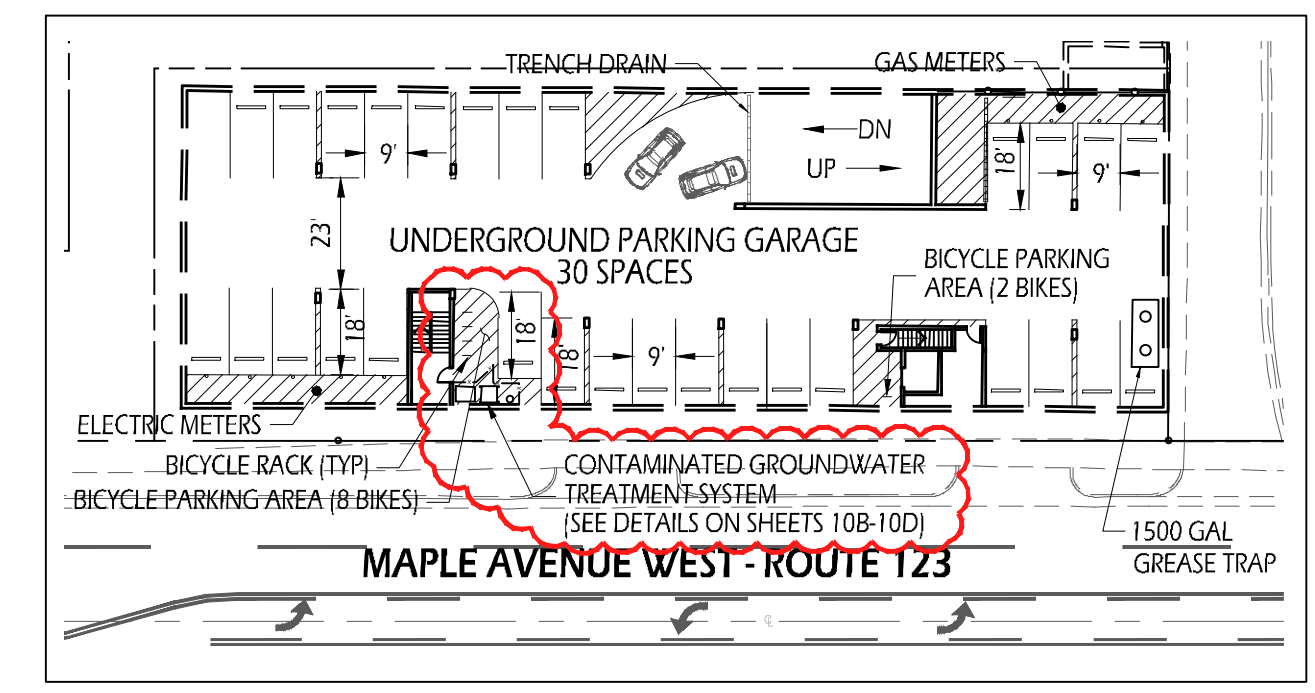 TRENCH DRAIN
GAS METERS
DN
UP
9'
18'
9'
23'
UNDERGROUND PARKING GARAGE
30 SPACES
BICYCLE PARKING
AREA (2 BIKES)
18'
18'
18'
9'
ELECTRIC METERS
BICYCLE RACK (TYP)
BICYCLE PARKING AREA (8 BIKES)
CONTAMINATED GROUNDWATER
TREATMENT SYSTEM
(SEE DETAILS ON SHEETS 10B-10D)
1500 GAL
GREASE TRAP
MAPLE AVENUE WEST - ROUTE 123
℄